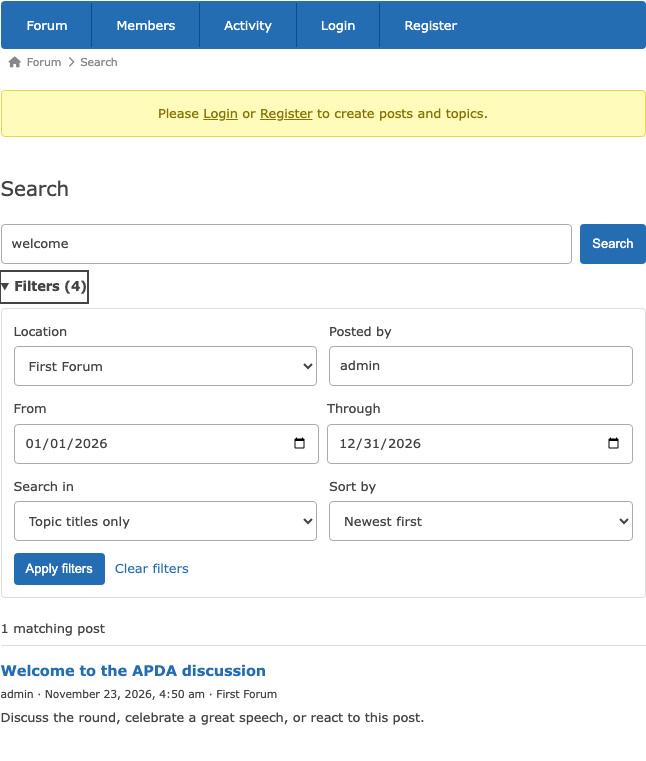 Forum Members Activity Login Register
Forum Search
Please Login or Register to create posts and topics.
Search
welcome Search
▾ Filters (4)
Location Posted by
First Forum admin
From Through
01/01/2026 12/31/2026
Search in Sort by
Topic titles only Newest first
Apply filters Clear filters
1 matching post
Welcome to the APDA discussion
admin · November 23, 2026, 4:50 am · First Forum
Discuss the round, celebrate a great speech, or react to this post.